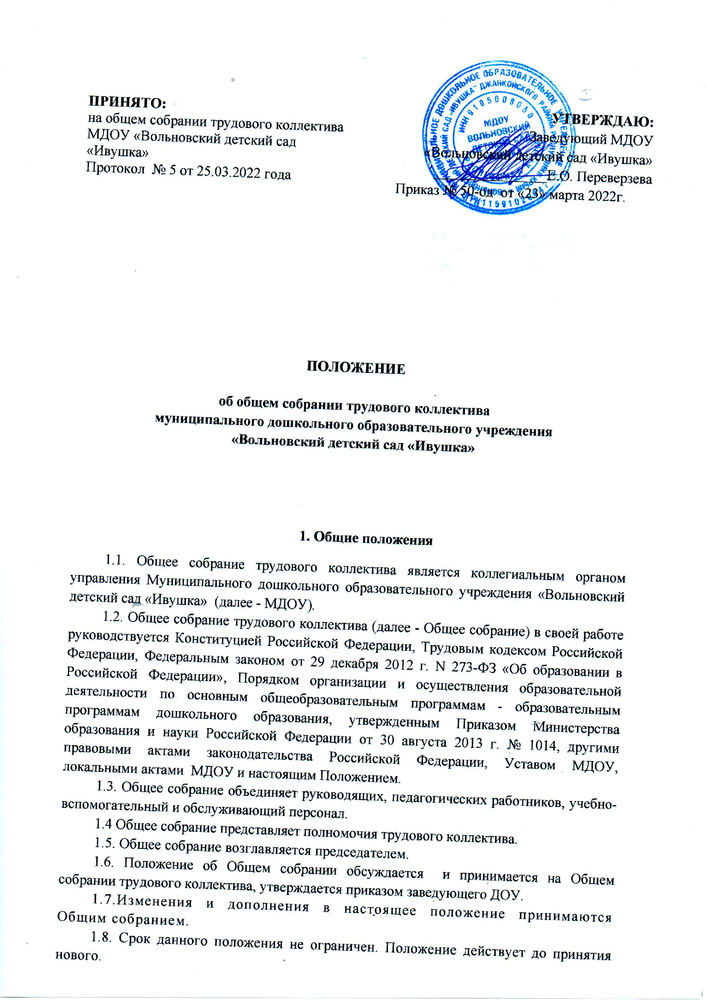 ПРИНЯТО:
на общем собрании трудового коллектива
МДОУ «Вольновский детский сад
«Ивушка»
Протокол № 5 от 25.03.2022 года
УТВЕРЖДАЮ:
Заведующий МДОУ
«Вольновский детский сад «Ивушка»
Е.О. Переверзева
Приказ № 50-од от «23» марта 2022г.
МУНИЦИПАЛЬНОЕ ДОШКОЛЬНОЕ ОБРАЗОВАТЕЛЬНОЕ УЧРЕЖДЕНИЕ
ДЕТСКИЙ САД "ИВУШКА" ДЖАНКОЙСКОГО РАЙОНА
ИНН 9105008050
МДОУ
ВОЛЬНОВСКИЙ
ДЕТСКИЙ САД
ПОЛОЖЕНИЕ
об общем собрании трудового коллектива
муниципального дошкольного образовательного учреждения
«Вольновский детский сад «Ивушка»
1. Общие положения
1.1. Общее собрание трудового коллектива является коллегиальным органом
управления Муниципального дошкольного образовательного учреждения «Вольновский
детский сад «Ивушка» (далее - МДОУ).
1.2. Общее собрание трудового коллектива (далее - Общее собрание) в своей работе
руководствуется Конституцией Российской Федерации, Трудовым кодексом Российской
Федерации, Федеральным законом от 29 декабря 2012 г. N 273-ФЗ «Об образовании в
Российской Федерации», Порядком организации и осуществления образовательной
деятельности по основным общеобразовательным программам - образовательным
программам дошкольного образования, утвержденным Приказом Министерства
образования и науки Российской Федерации от 30 августа 2013 г. № 1014, другими
правовыми актами законодательства Российской Федерации, Уставом МДОУ,
локальными актами МДОУ и настоящим Положением.
1.3. Общее собрание объединяет руководящих, педагогических работников, учебно-
вспомогательный и обслуживающий персонал.
1.4 Общее собрание представляет полномочия трудового коллектива.
1.5. Общее собрание возглавляется председателем.
1.6. Положение об Общем собрании обсуждается и принимается на Общем
собрании трудового коллектива, утверждается приказом заведующего ДОУ.
1.7.Изменения и дополнения в настоящее положение принимаются
Общим собранием.
1.8. Срок данного положения не ограничен. Положение действует до принятия
нового.